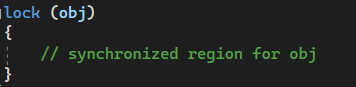 lock (obj)
{
    // synchronized region for obj
}